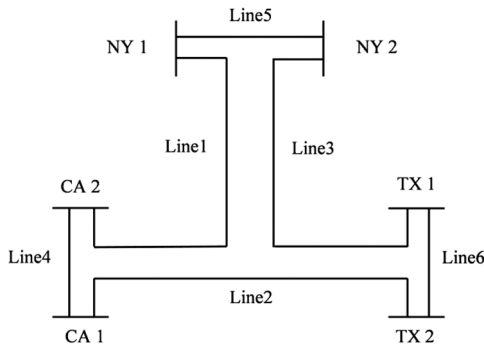 Line5
NY 1
NY 2
Line1
Line3
CA 2
TX 1
Line4
Line6
Line2
CA 1
TX 2